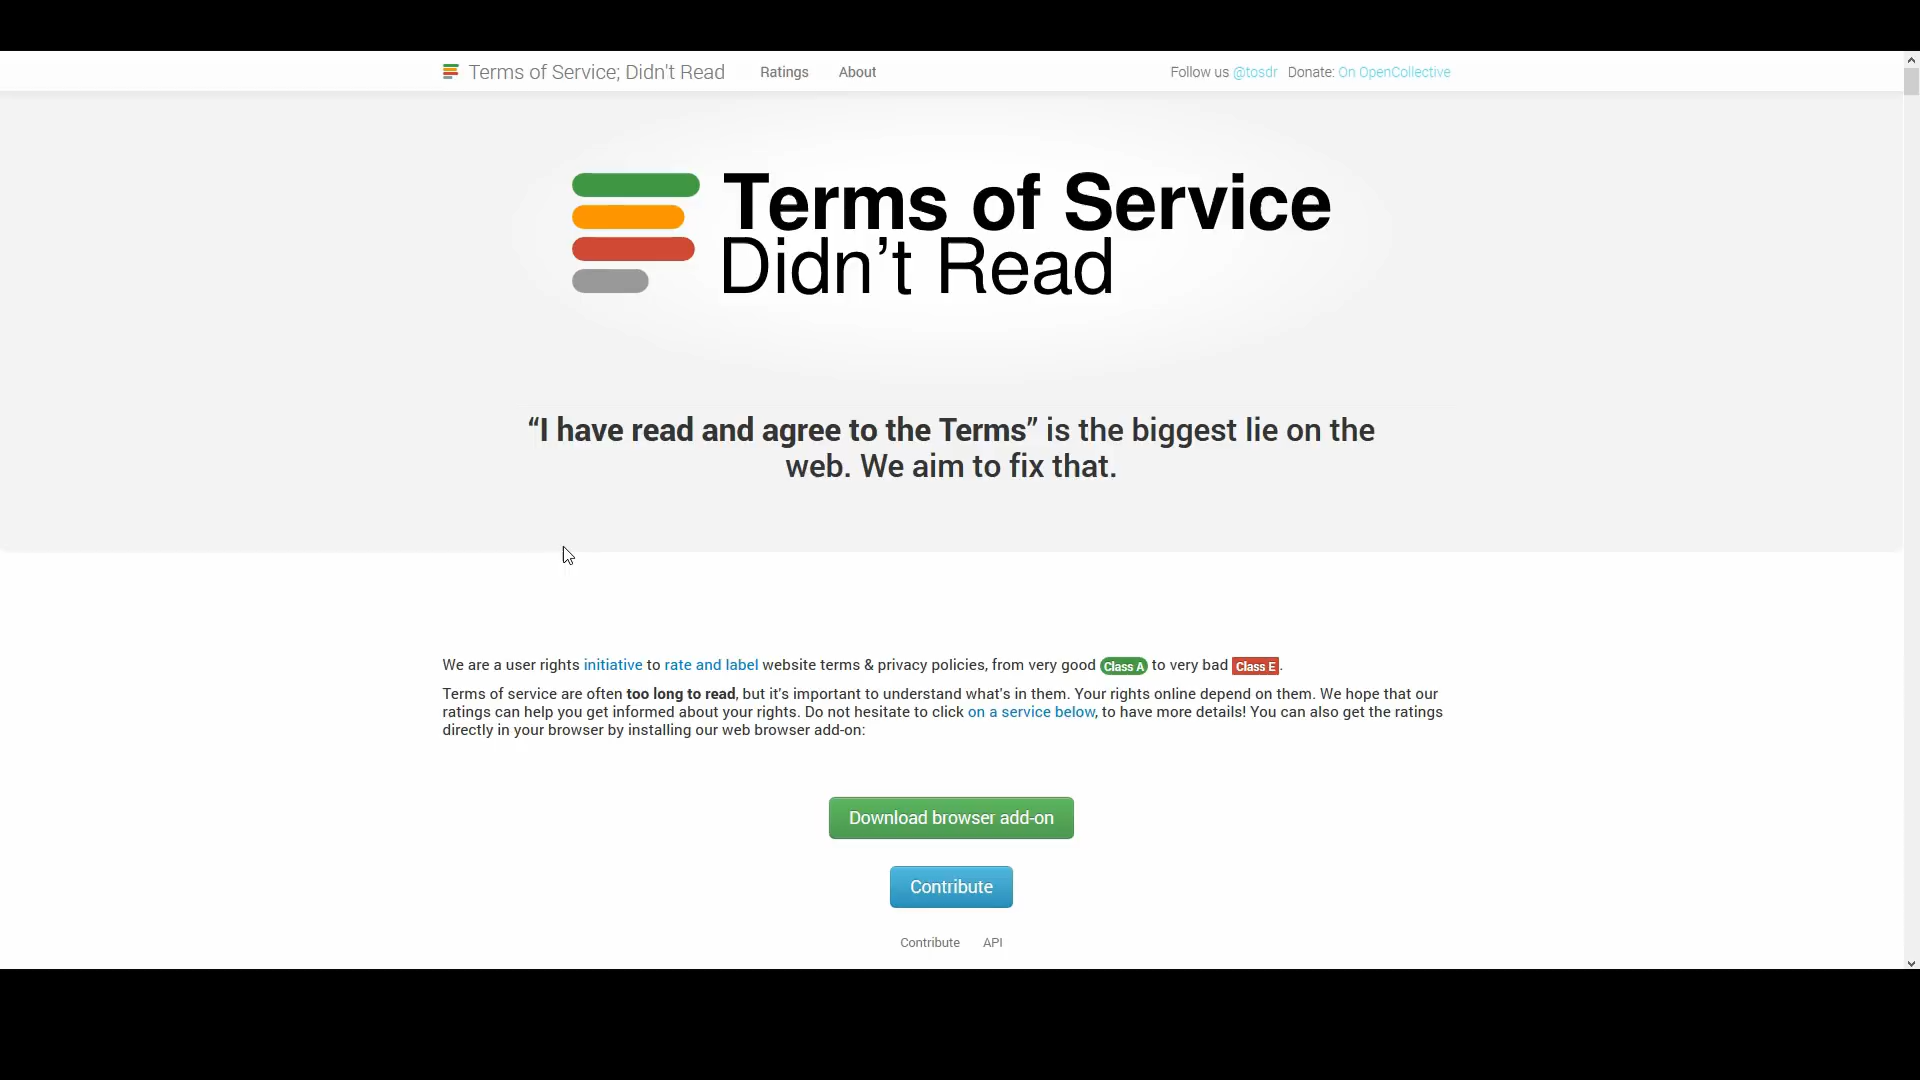 Terms of Service; Didn't Read Ratings About Follow us @tosdr Donate: On OpenCollective
Terms of Service
Didn’t Read
“I have read and agree to the Terms” is the biggest lie on the
web. We aim to fix that.
We are a user rights initiative to rate and label website terms & privacy policies, from very good Class A to very bad Class E.
Terms of service are often too long to read, but it's important to understand what's in them. Your rights online depend on them. We hope that our
ratings can help you get informed about your rights. Do not hesitate to click on a service below, to have more details! You can also get the ratings
directly in your browser by installing our web browser add-on:
Download browser add-on
Contribute
Contribute API